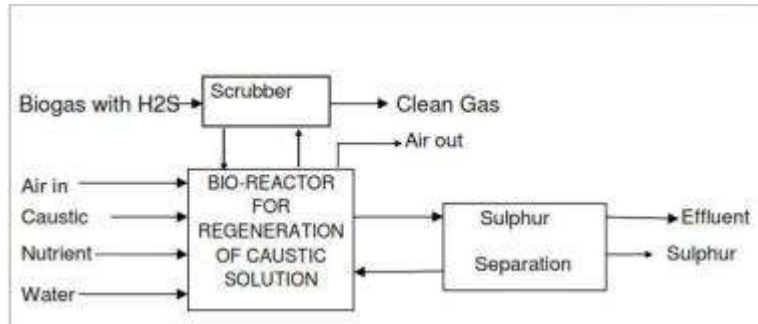 Scrubber
Biogas with H2S
Clean Gas
Air out
Air in
Caustic
Nutrient
Water
BIO-REACTOR
FOR
REGENERATION
OF CAUSTIC
SOLUTION
Sulphur
Separation
Effluent
Sulphur